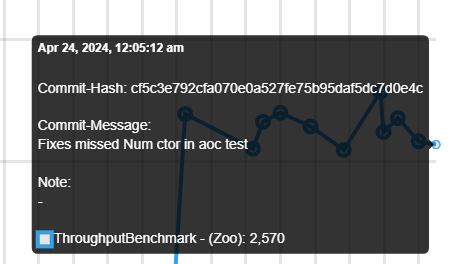 Apr 24, 2024, 12:05:12 am
Commit-Hash: cf5c3e792cfa070e0a527fe75b95daf5dc7d0e4c
Commit-Message:
Fixes missed Num ctor in aoc test
Note:
-
ThroughputBenchmark - (Zoo): 2,570